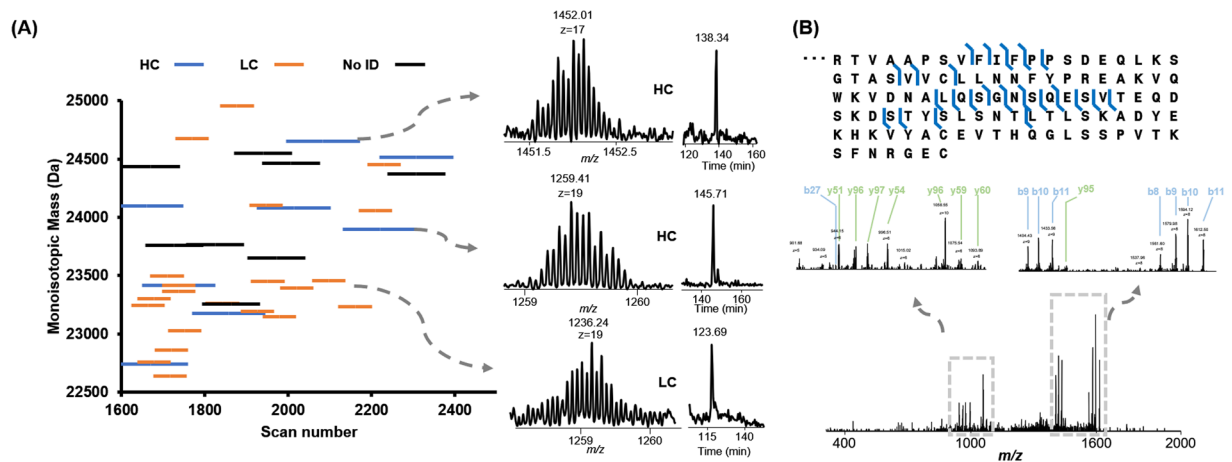 (A)
HC LC No ID
Monoisotopic Mass (Da)
25000
24500
24000
23500
23000
22500
1600 1800 2000 2200 2400
Scan number
1452.01
z=17
HC
1451.5 1452.5
m/z
138.34
120 140 160
Time (min)
1259.41
z=19
HC
1259 1260
m/z
145.71
140 160
Time (min)
1236.24
z=19
LC
1259 1260
m/z
123.69
115 140
Time (min)
(B)
··· R T V A A P S V F I F P P S D E Q L K S
G T A S V V C L L N N F Y P R E A K V Q
W K V D N A L Q S G N S Q E S V T E Q D
S K D S T Y S L S N T L T L S K A D Y E
K H K V Y A C E V T H Q G L S S P V T K
S F N R G E C
b27 y51 y96 y97 y54 y96 y59 y60
b9 b10 b11 y95 b8 b9 b10 b11
400 1000 1600 2000
m/z